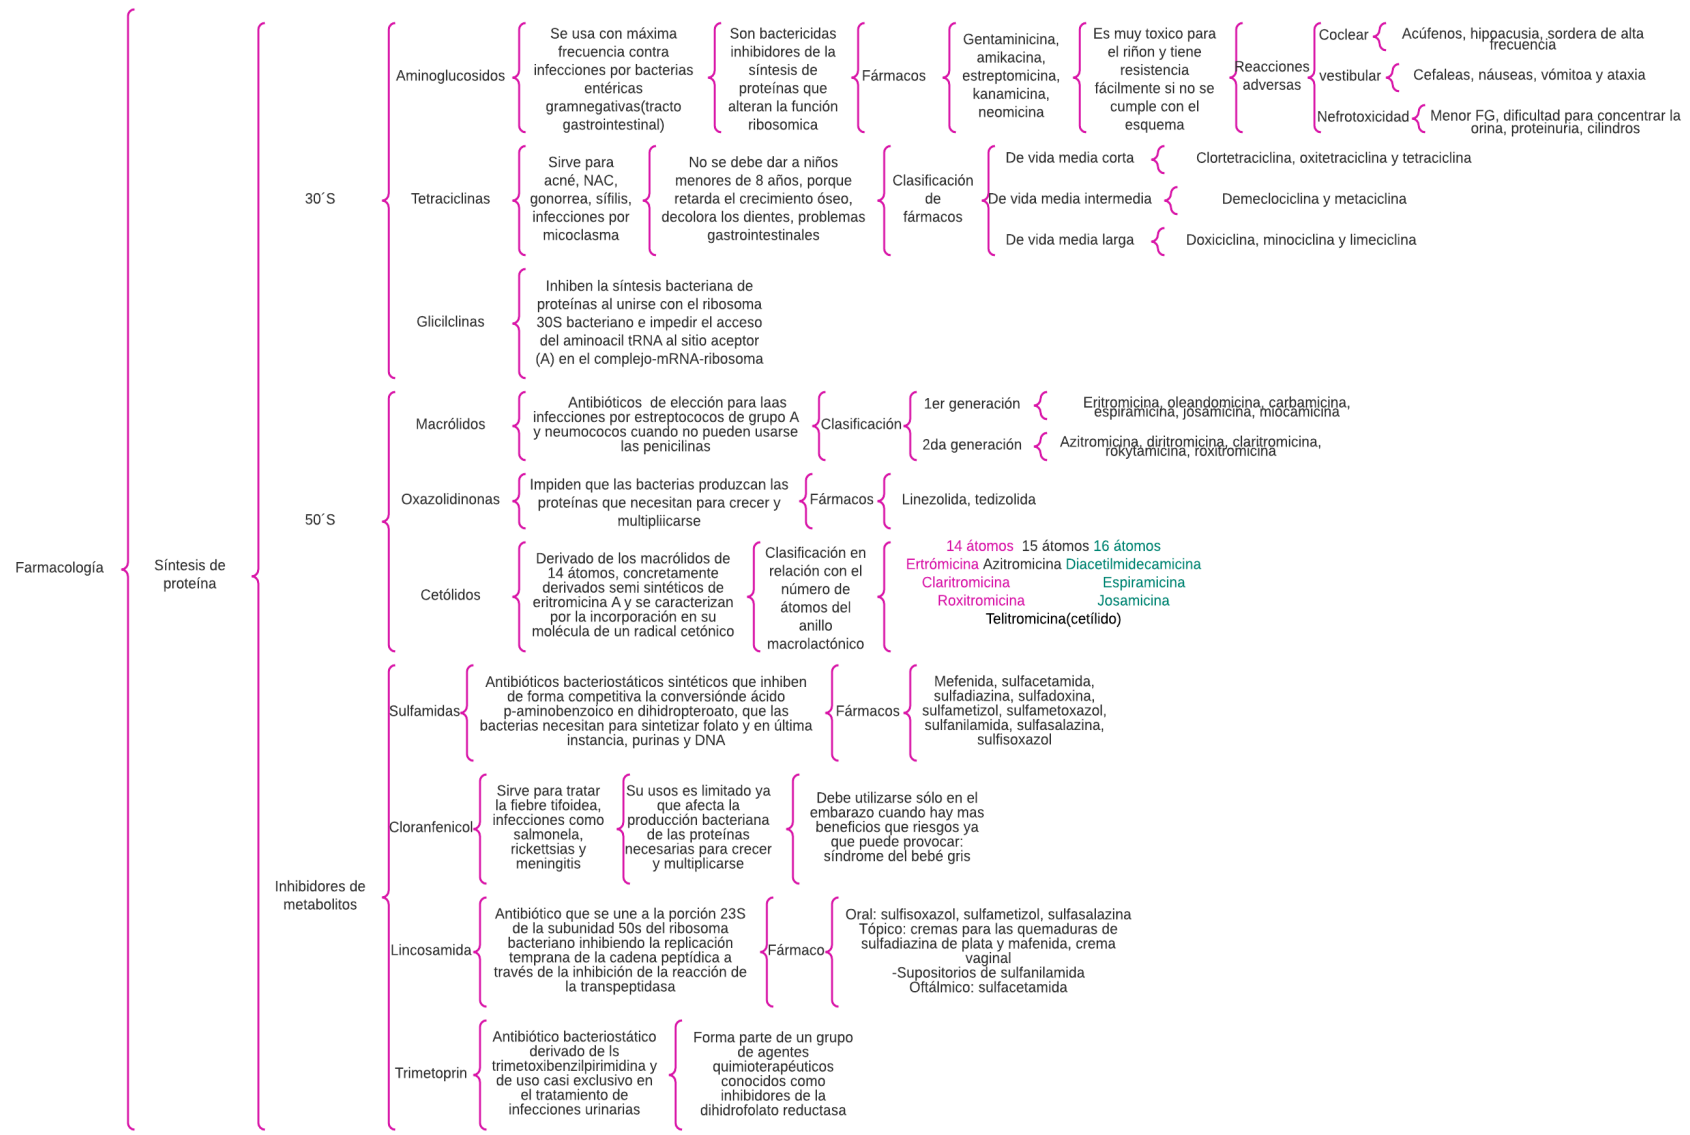 Farmacología
Síntesis de
proteína
30´S
Aminoglucosidos
Se usa con máxima
frecuencia contra
infecciones por bacterias
entéricas
gramnegativas(tracto
gastrointestinal)
Son bactericidas
inhibidores de la
síntesis de
proteínas que
alteran la función
ribosomica
Fármacos
Gentaminicina,
amikacina,
estreptomicina,
kanamicina,
neomicina
Es muy toxico para
el riñon y tiene
resistencia
fácilmente si no se
cumple con el
esquema
Reacciones
adversas
Coclear
Acúfenos, hipoacusia, sordera de alta
frecuencia
vestibular
Cefaleas, náuseas, vómitoa y ataxia
Nefrotoxicidad
Menor FG, dificultad para concentrar la
orina, proteinuria, cilindros
Tetraciclinas
Sirve para
acné, NAC,
gonorrea, sífilis,
infecciones por
micoclasma
No se debe dar a niños
menores de 8 años, porque
retarda el crecimiento óseo,
decolora los dientes, problemas
gastrointestinales
Clasificación
de
fármacos
De vida media corta
Clortetraciclina, oxitetraciclina y tetraciclina
De vida media intermedia
Demeclociclina y metaciclina
De vida media larga
Doxiciclina, minociclina y limeciclina
Glicilclinas
Inhiben la síntesis bacteriana de
proteínas al unirse con el ribosoma
30S bacteriano e impedir el acceso
del aminoacil tRNA al sitio aceptor
(A) en el complejo-mRNA-ribosoma
50´S
Macrólidos
Antibióticos  de elección para laas
infecciones por estreptococos de grupo A
y neumococos cuando no pueden usarse
las penicilinas
Clasificación
1er generación
Eritromicina, oleandomicina, carbamicina,
espiramicina, josamicina, miocamicina
2da generación
Azitromicina, diritromicina, claritromicina,
rokytamicina, roxitromicina
Oxazolidinonas
Impiden que las bacterias produzcan las
proteínas que necesitan para crecer y
multipliicarse
Fármacos
Linezolida, tedizolida
Cetólidos
Derivado de los macrólidos de
14 átomos, concretamente
derivados semi sintéticos de
eritromicina A y se caracterizan
por la incorporación en su
molécula de un radical cetónico
Clasificación en
relación con el
número de
átomos del
anillo
macrolactónico
14 átomos  15 átomos 16 átomos
Ertrómicina Azitromicina Diacetilmidecamicina
Claritromicina Espiramicina
Roxitromicina Josamicina
Telitromicina(cetílido)
Inhibidores de
metabolitos
Sulfamidas
Antibióticos bacteriostáticos sintéticos que inhiben
de forma competitiva la conversiónde ácido
p-aminobenzoico en dihidropteroato, que las
bacterias necesitan para sintetizar folato y en última
instancia, purinas y DNA
Fármacos
Mefenida, sulfacetamida,
sulfadiazina, sulfadoxina,
sulfametizol, sulfametoxazol,
sulfanilamida, sulfasalazina,
sulfisoxazol
Cloranfenicol
Sirve para tratar
la fiebre tifoidea,
infecciones como
salmonela,
rickettsias y
meningitis
Su usos es limitado ya
que afecta la
producción bacteriana
de las proteínas
necesarias para crecer
y multiplicarse
Debe utilizarse sólo en el
embarazo cuando hay mas
beneficios que riesgos ya
que puede provocar:
síndrome del bebé gris
Lincosamida
Antibiótico que se une a la porción 23S
de la subunidad 50s del ribosoma
bacteriano inhibiendo la replicación
temprana de la cadena peptídica a
través de la inhibición de la reacción de
la transpeptidasa
Fármaco
Oral: sulfisoxazol, sulfametizol, sulfasalazina
Tópico: cremas para las quemaduras de
sulfadiazina de plata y mafenida, crema
vaginal
-Supositorios de sulfanilamida
Oftálmico: sulfacetamida
Trimetoprin
Antibiótico bacteriostático
derivado de ls
trimetoxibenzilpirimidina y
de uso casi exclusivo en
el tratamiento de
infecciones urinarias
Forma parte de un grupo
de agentes
quimioterapéuticos
conocidos como
inhibidores de la
dihidrofolato reductasa